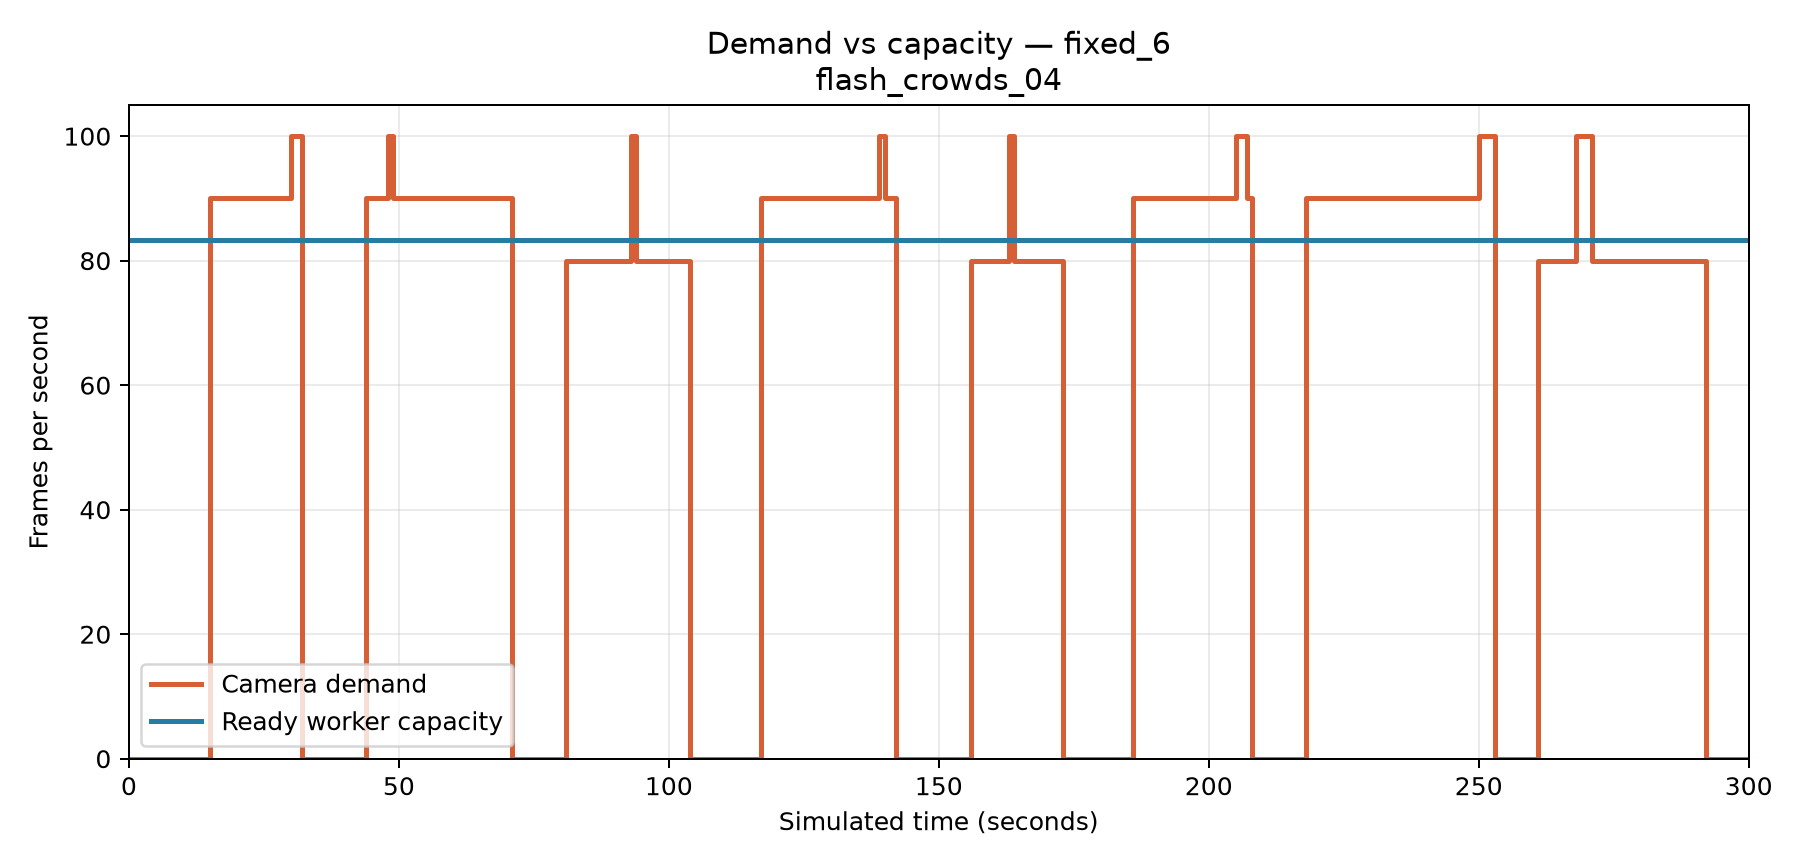 Demand vs capacity — fixed_6
flash_crowds_04
Frames per second
100
80
60
40
20
0
Camera demand
Ready worker capacity
0 50 100 150 200 250 300
Simulated time (seconds)